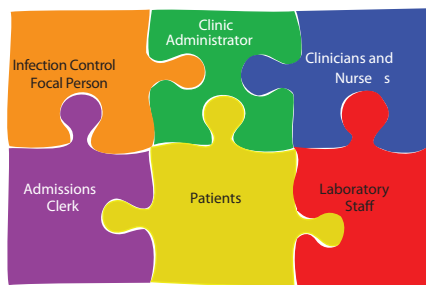 Infection Control
Focal Person
Clinic
Administrator
Clinicians and
Nurse s
Admissions
Clerk
Patients
Laboratory
Staff